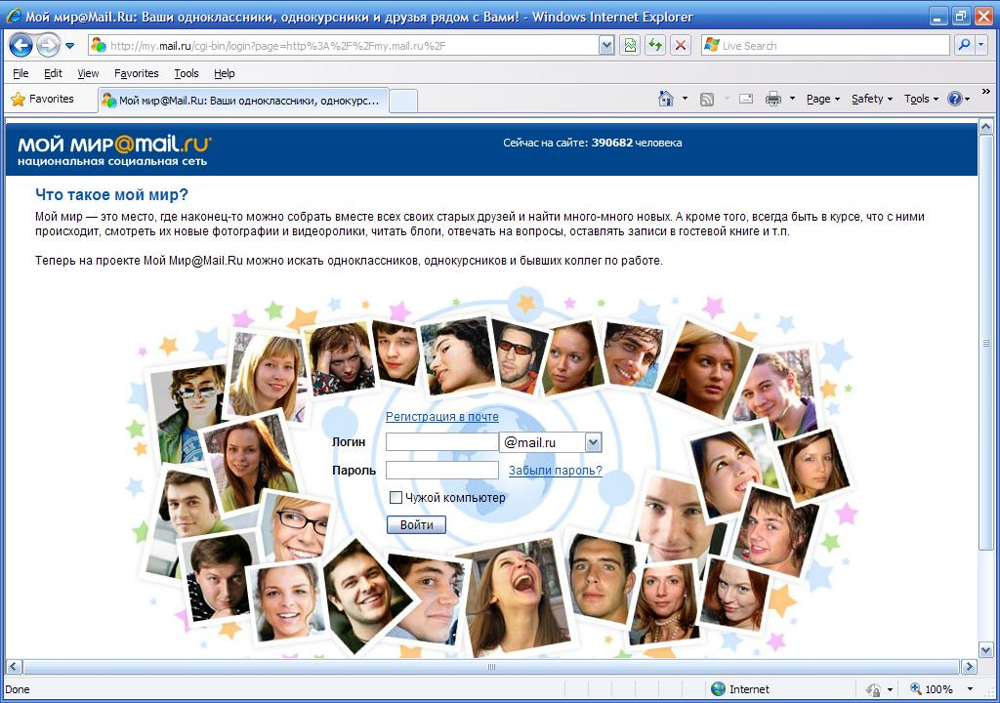 Мой мир@Mail.Ru: Ваши одноклассники, однокурсники и друзья рядом с Вами! - Windows Internet Explorer
http://my.mail.ru/cgi-bin/login?page=http%3A%2F%2Fmy.mail.ru%2F
Live Search
File Edit View Favorites Tools Help
Favorites
Мой мир@Mail.Ru: Ваши одноклассники, однокурс...
Page Safety Tools
мой мир@mail.ru
национальная социальная сеть
Сейчас на сайте: 390682 человека
Что такое мой мир?
Мой мир — это место, где наконец-то можно собрать вместе всех своих старых друзей и найти много-много новых. А кроме того, всегда быть в курсе, что с ними
происходит, смотреть их новые фотографии и видеоролики, читать блоги, отвечать на вопросы, оставлять записи в гостевой книге и т.п.
Теперь на проекте Мой Мир@Mail.Ru можно искать одноклассников, однокурсников и бывших коллег по работе.
Регистрация в почте
Логин @mail.ru
Пароль Забыли пароль?
Чужой компьютер
Войти
Done Internet 100%